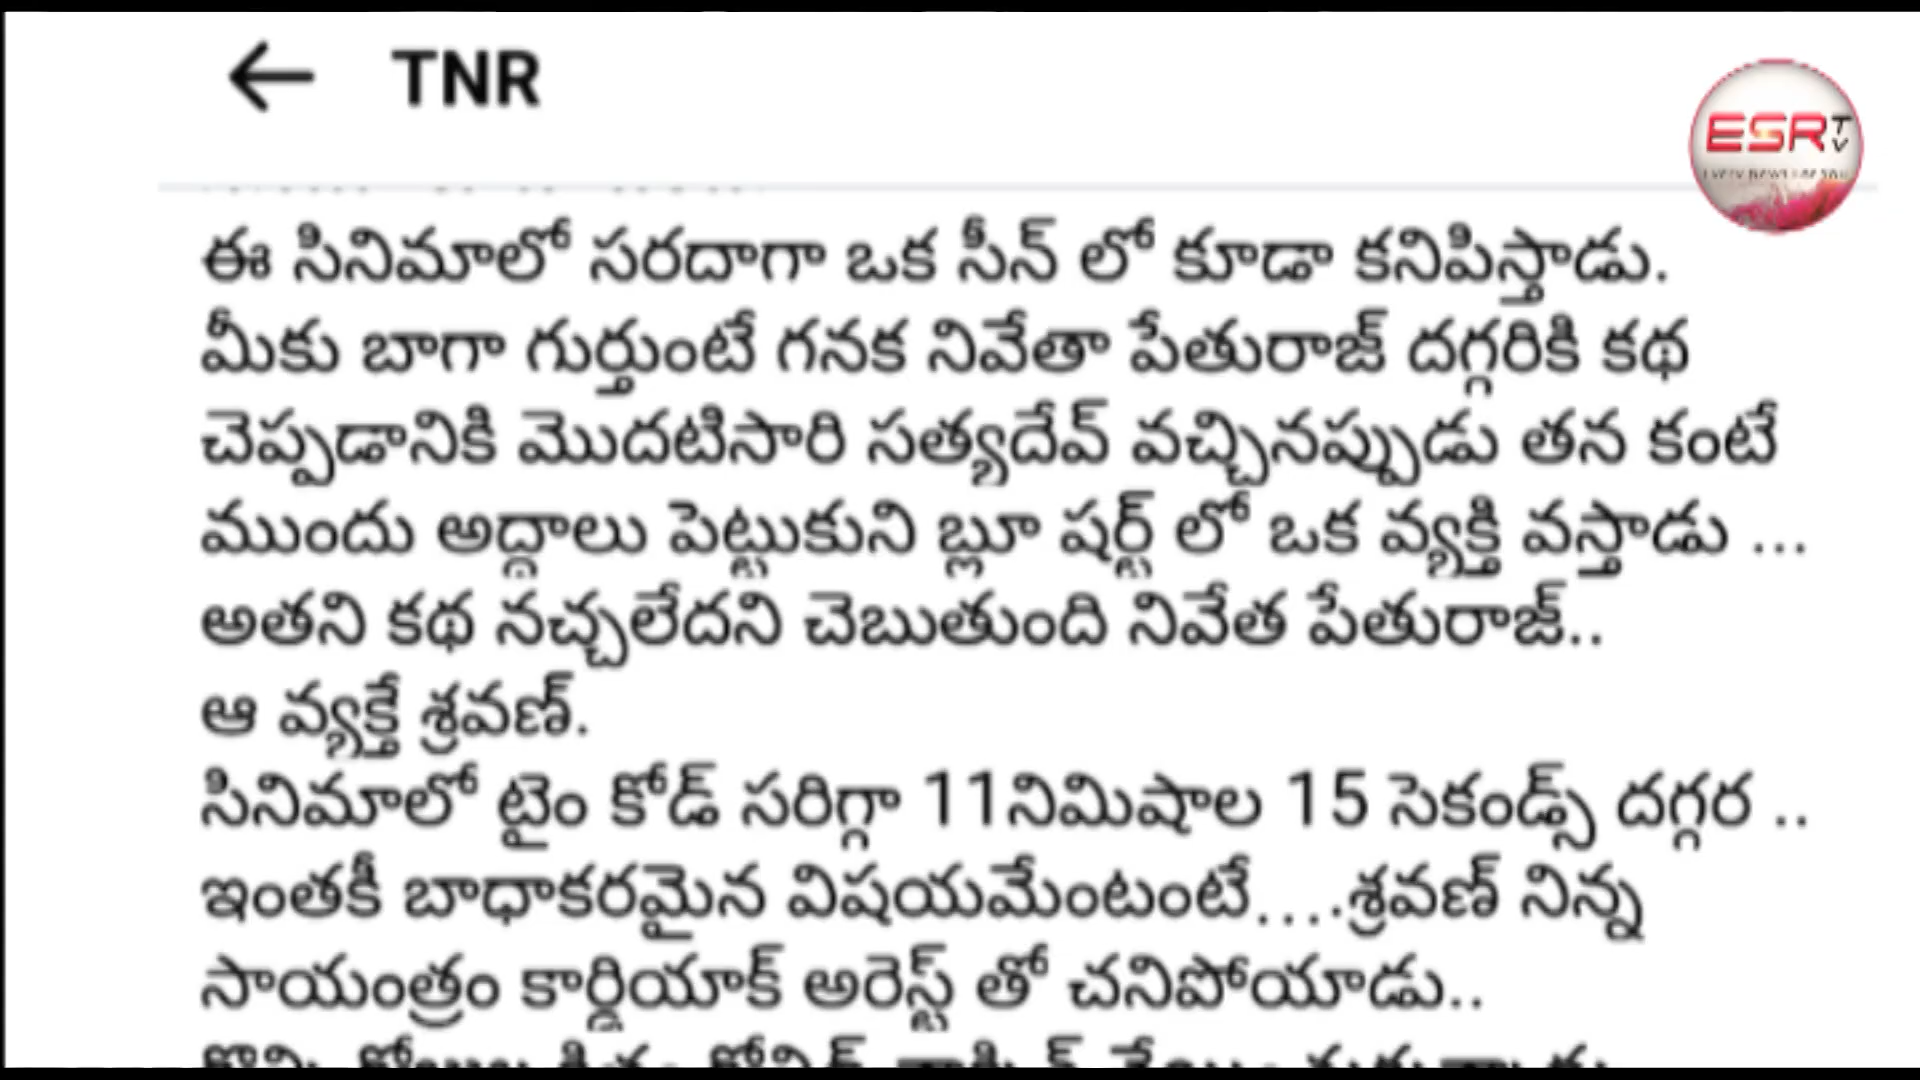 TNR
ESRTV
ఈ సినిమాలో సరదాగా ఒక సీన్ లో కూడా కనిపిస్తాడు.
మీకు బాగా గుర్తుంటే గనక నివేతా పేతురాజ్ దగ్గరికి కథ
చెప్పడానికి మొదటిసారి సత్యదేవ్ వచ్చినప్పుడు తన కంటే
ముందు అద్దాలు పెట్టుకుని బ్లూ షర్ట్ లో ఒక వ్యక్తి వస్తాడు ...
అతని కథ నచ్చలేదని చెబుతుంది నివేత పేతురాజ్..
ఆ వ్యక్తే శ్రవణ్.
సినిమాలో టైం కోడ్ సరిగ్గా 11నిమిషాల 15 సెకండ్స్ దగ్గర ..
ఇంతకీ బాధాకరమైన విషయమేంటంటే....శ్రవణ్ నిన్న
సాయంత్రం కార్డియాక్ అరెస్ట్ తో చనిపోయాడు..